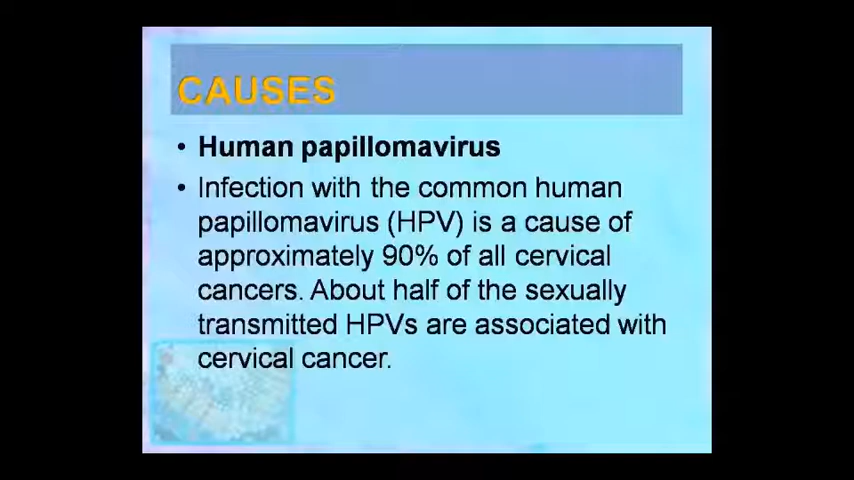 CAUSES
• Human papillomavirus
• Infection with the common human
papillomavirus (HPV) is a cause of
approximately 90% of all cervical
cancers. About half of the sexually
transmitted HPVs are associated with
cervical cancer.